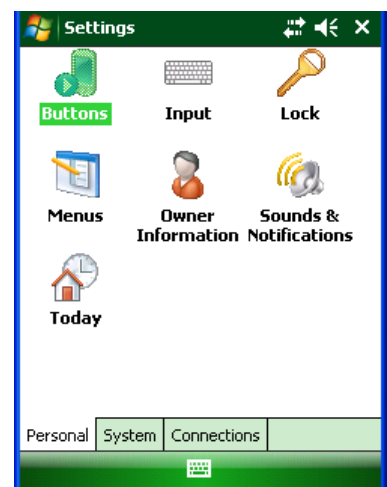 Settings
Buttons
Input
Lock
Menus
Owner
Information
Sounds &
Notifications
Today
Personal
System
Connections